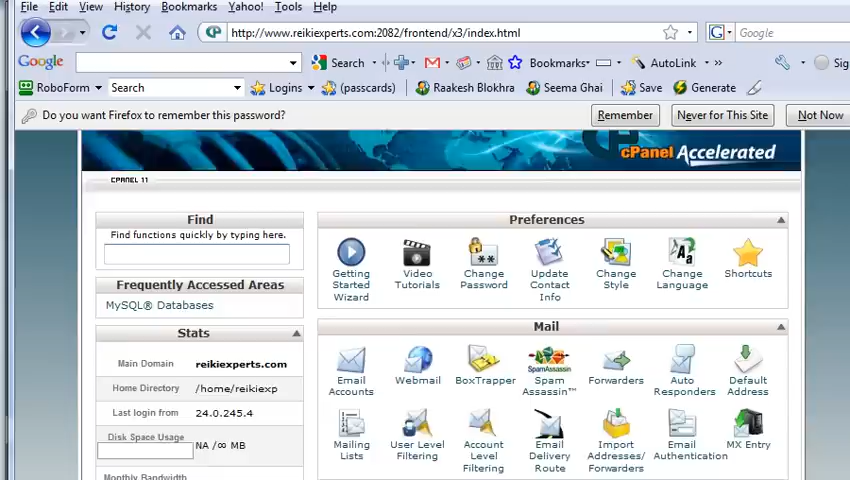 File Edit View History Bookmarks Yahoo! Tools Help
http://www.reikiexperts.com:2082/frontend/x3/index.html
G Google
Google Search Bookmarks AutoLink »
RoboForm Search Logins (passcards) Raakesh Blokhra Seema Ghai Save Generate
Do you want Firefox to remember this password? Remember Never for This Site Not Now
cPanel Accelerated
CPANEL 11
Find
Find functions quickly by typing here.
Frequently Accessed Areas
MySQL® Databases
Stats
Main Domain reikiexperts.com
Home Directory /home/reikiexp
Last login from 24.0.245.4
Disk Space Usage NA /∞ MB
Monthly Bandwidth
Preferences
Getting Started Wizard
Video Tutorials
Change Password
Update Contact Info
Change Style
Change Language
Shortcuts
Mail
Email Accounts
Webmail
BoxTrapper
Spam Assassin™
Forwarders
Auto Responders
Default Address
Mailing Lists
User Level Filtering
Account Level Filtering
Email Delivery Route
Import Addresses/ Forwarders
Email Authentication
MX Entry